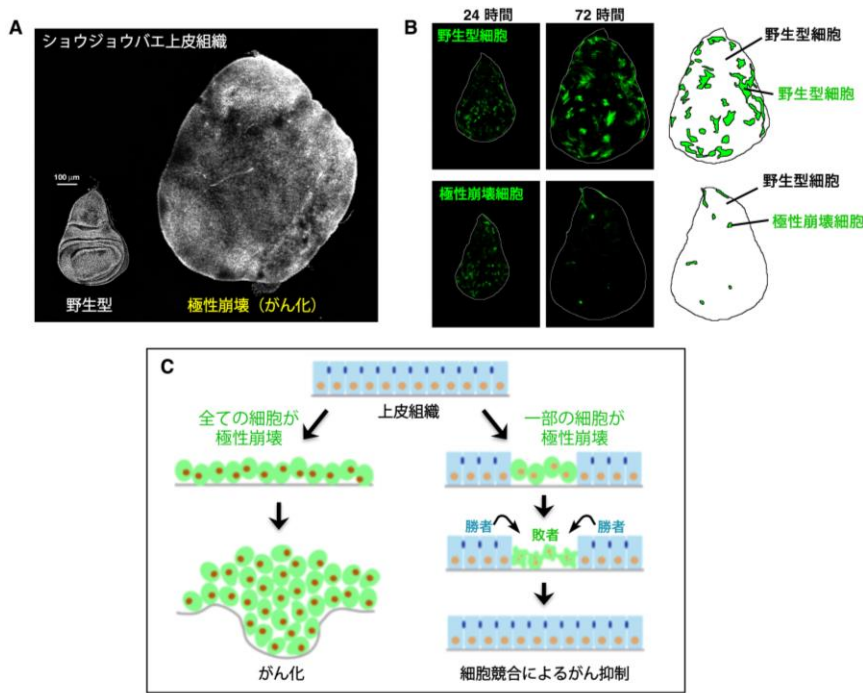 A
ショウジョウバエ上皮組織
100 μm
野生型
極性崩壊（がん化）
B
24 時間
72 時間
野生型細胞
野生型細胞
野生型細胞
極性崩壊細胞
野生型細胞
極性崩壊細胞
C
上皮組織
全ての細胞が
極性崩壊
一部の細胞が
極性崩壊
勝者
敗者
勝者
がん化
細胞競合によるがん抑制